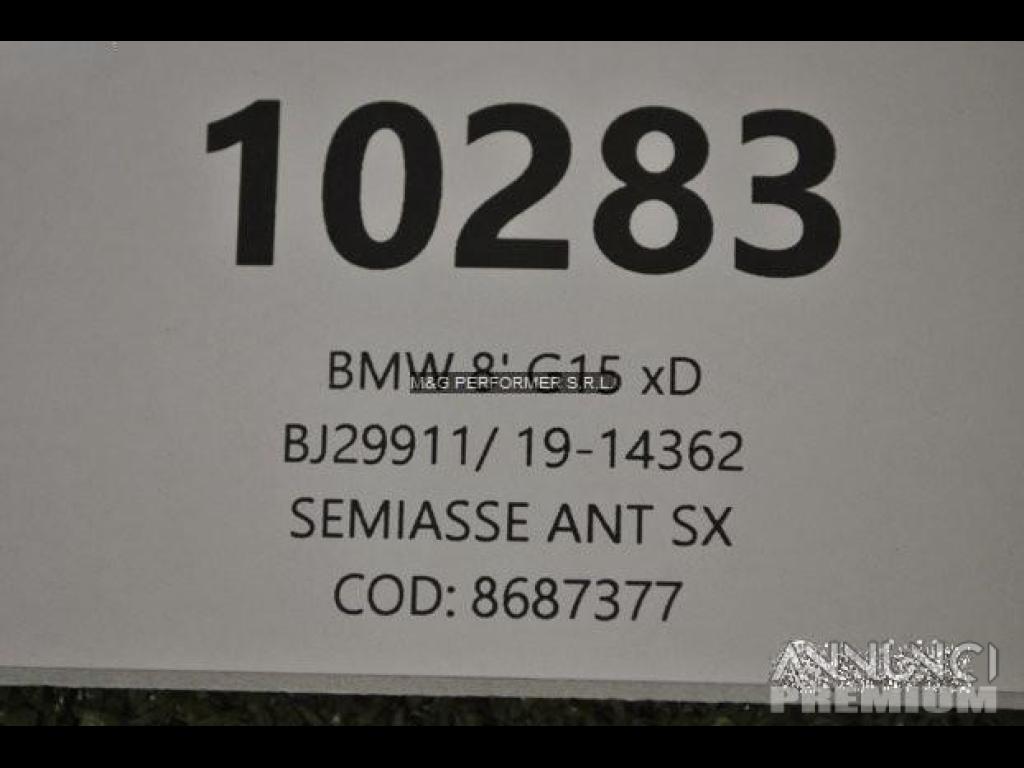 10283
BMW 8' G15 xD
M&G PERFORMER S.R.L.
BJ29911/ 19-14362
SEMIASSE ANT SX
COD: 8687377
ANNUNCI
PREMIUM